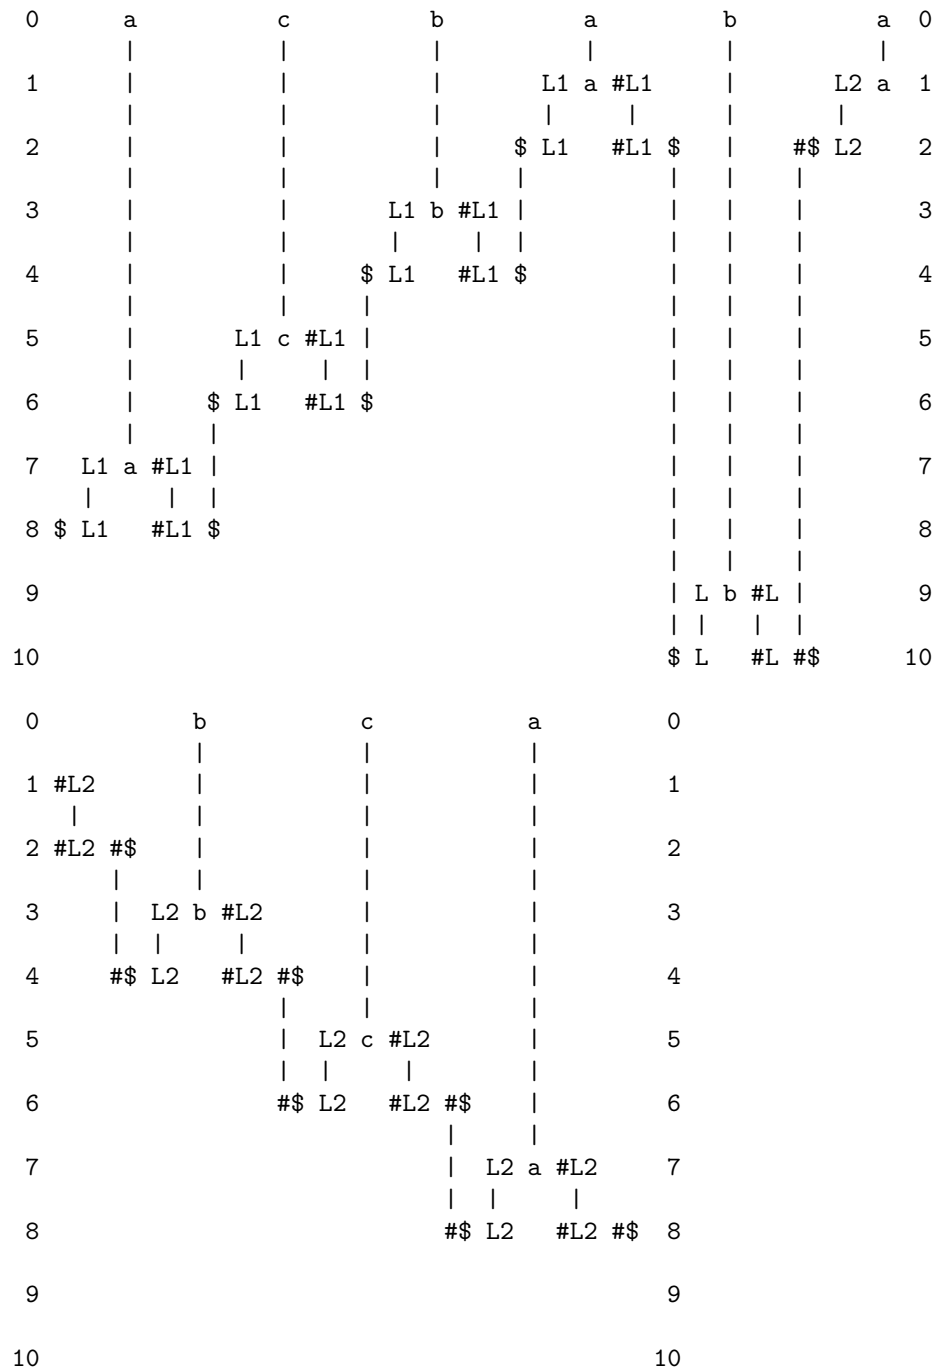 0 a c b a b a 0
| | | | | |
1 | | | L1 a #L1 | L2 a 1
| | | | | | |
2 | | | $ L1 #L1 $ | #$ L2 2
| | | | | | |
3 | | L1 b #L1 | | | | 3
| | | | | | | |
4 | | $ L1 #L1 $ | | | 4
| | | | | |
5 | L1 c #L1 | | | | 5
| | | | | | |
6 | $ L1 #L1 $ | | | 6
| | | | |
7 L1 a #L1 | | | | 7
| | | | | |
8 $ L1 #L1 $ | | | 8
| | |
9 | L b #L | 9
| | | |
10 $ L #L #$ 10
0 b c a 0
| | |
1 #L2 | | | 1
| | | |
2 #L2 #$ | | | 2
| | | |
3 | L2 b #L2 | | 3
| | | | |
4 #$ L2 #L2 #$ | | 4
| | |
5 | L2 c #L2 | 5
| | | |
6 #$ L2 #L2 #$ | 6
| |
7 | L2 a #L2 7
| | |
8 #$ L2 #L2 #$ 8
9 9
10 10